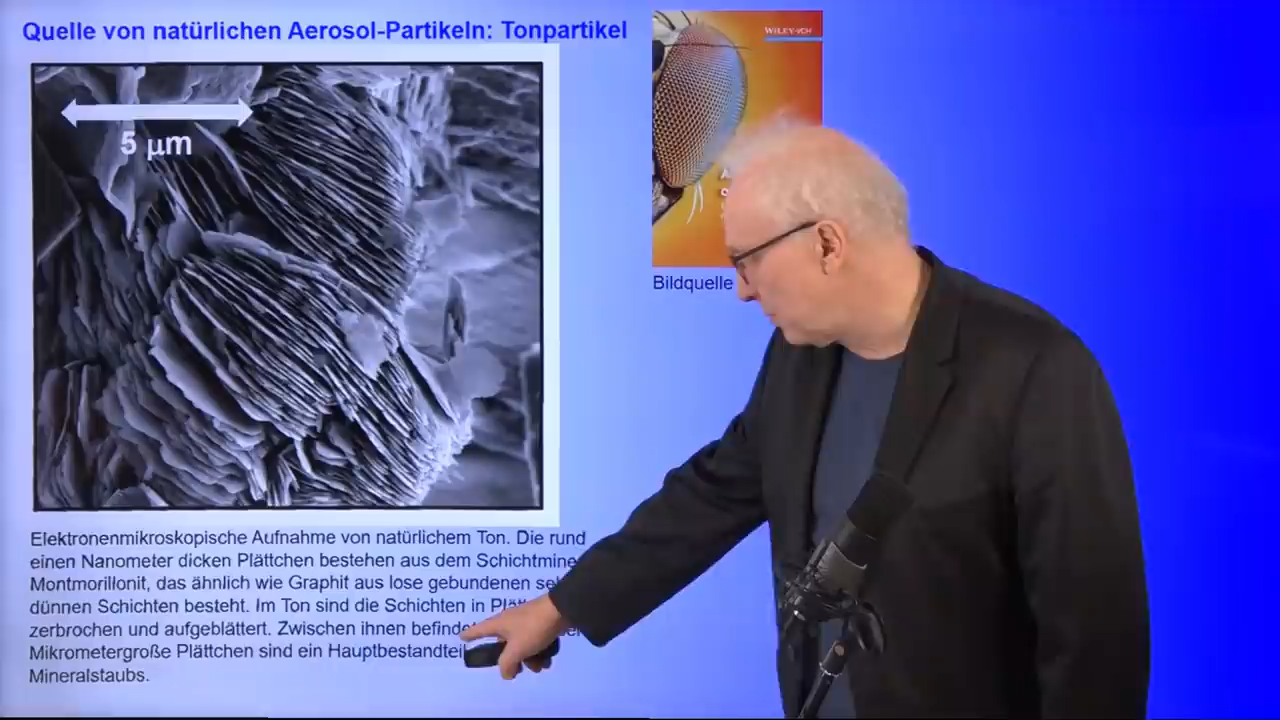 Quelle von natürlichen Aerosol-Partikeln: Tonpartikel
WILEY-VCH
5 μm
Bildquelle
Elektronenmikroskopische Aufnahme von natürlichem Ton. Die rund
einen Nanometer dicken Plättchen bestehen aus dem
Montmorillonit, das ähnlich wie Graphit aus lose gebundenen
dünnen Schichten besteht. Im Ton sind die Schichten in
zerbrochen und aufgeblättert. Zwischen ihnen
Mikrometergroße Plättchen sind ein Hauptbestandteil
Mineralstaubs.